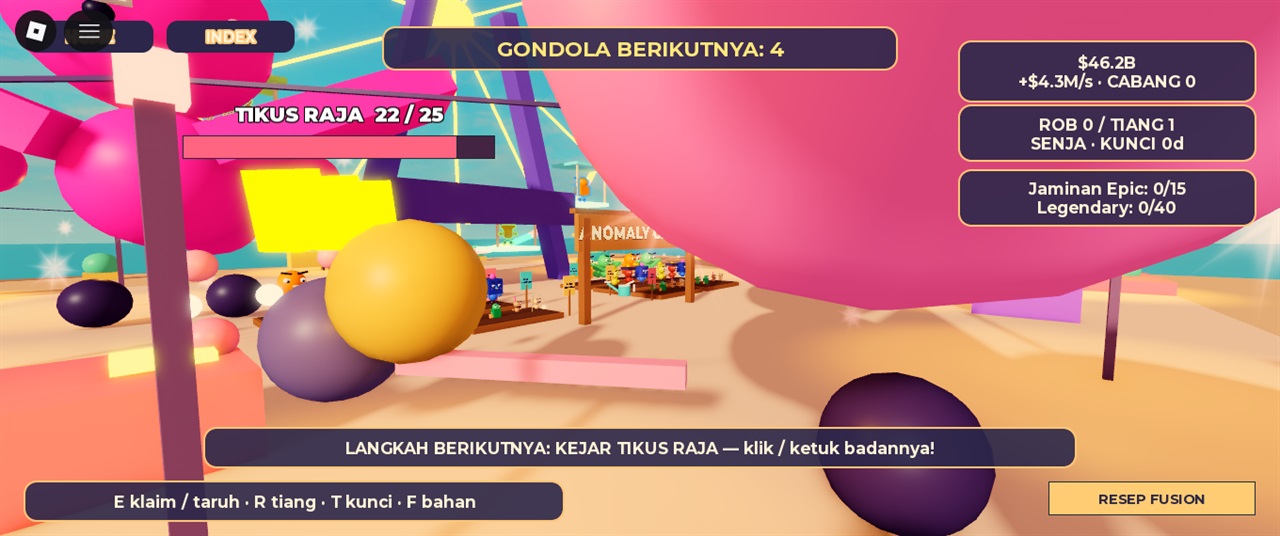 INDEX
GONDOLA BERIKUTNYA: 4
$46.2B
+$4.3M/s · CABANG 0
TIKUS RAJA 22 / 25
ROB 0 / TIANG 1
SENJA · KUNCI 0d
Jaminan Epic: 0/15
Legendary: 0/40
ANOMALY
LANGKAH BERIKUTNYA: KEJAR TIKUS RAJA — klik / ketuk badannya!
E klaim / taruh · R tiang · T kunci · F bahan
RESEP FUSION